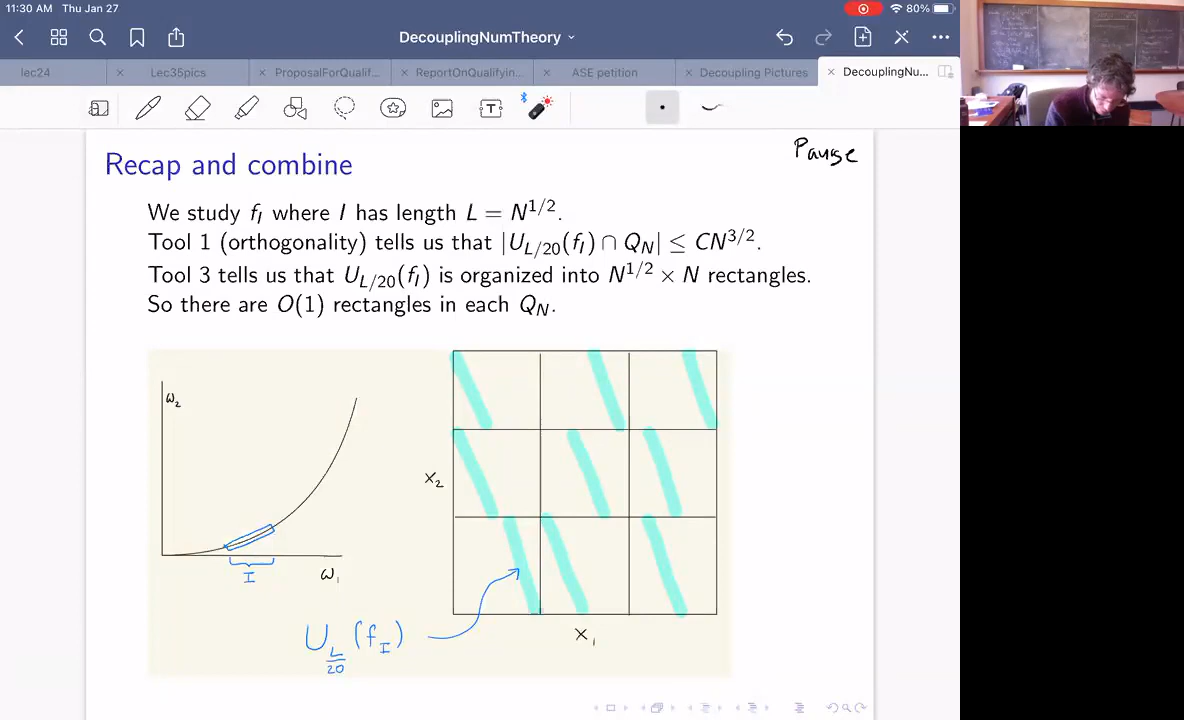 11:30 AM Thu Jan 27
80%
DecouplingNumTheory
lec24
Lec35pics
ProposalForQualif...
ReportOnQualifyin...
ASE petition
Decoupling Pictures
DecouplingNu...
Pause
Recap and combine
We study f_I where I has length L = N^{1/2}.
Tool 1 (orthogonality) tells us that |U_{L/20}(f_I) ∩ Q_N| ≤ CN^{3/2}.
Tool 3 tells us that U_{L/20}(f_I) is organized into N^{1/2} × N rectangles.
So there are O(1) rectangles in each Q_N.
ω_2
I
ω_1
x_2
x_1
U_{L/20}(f_I)